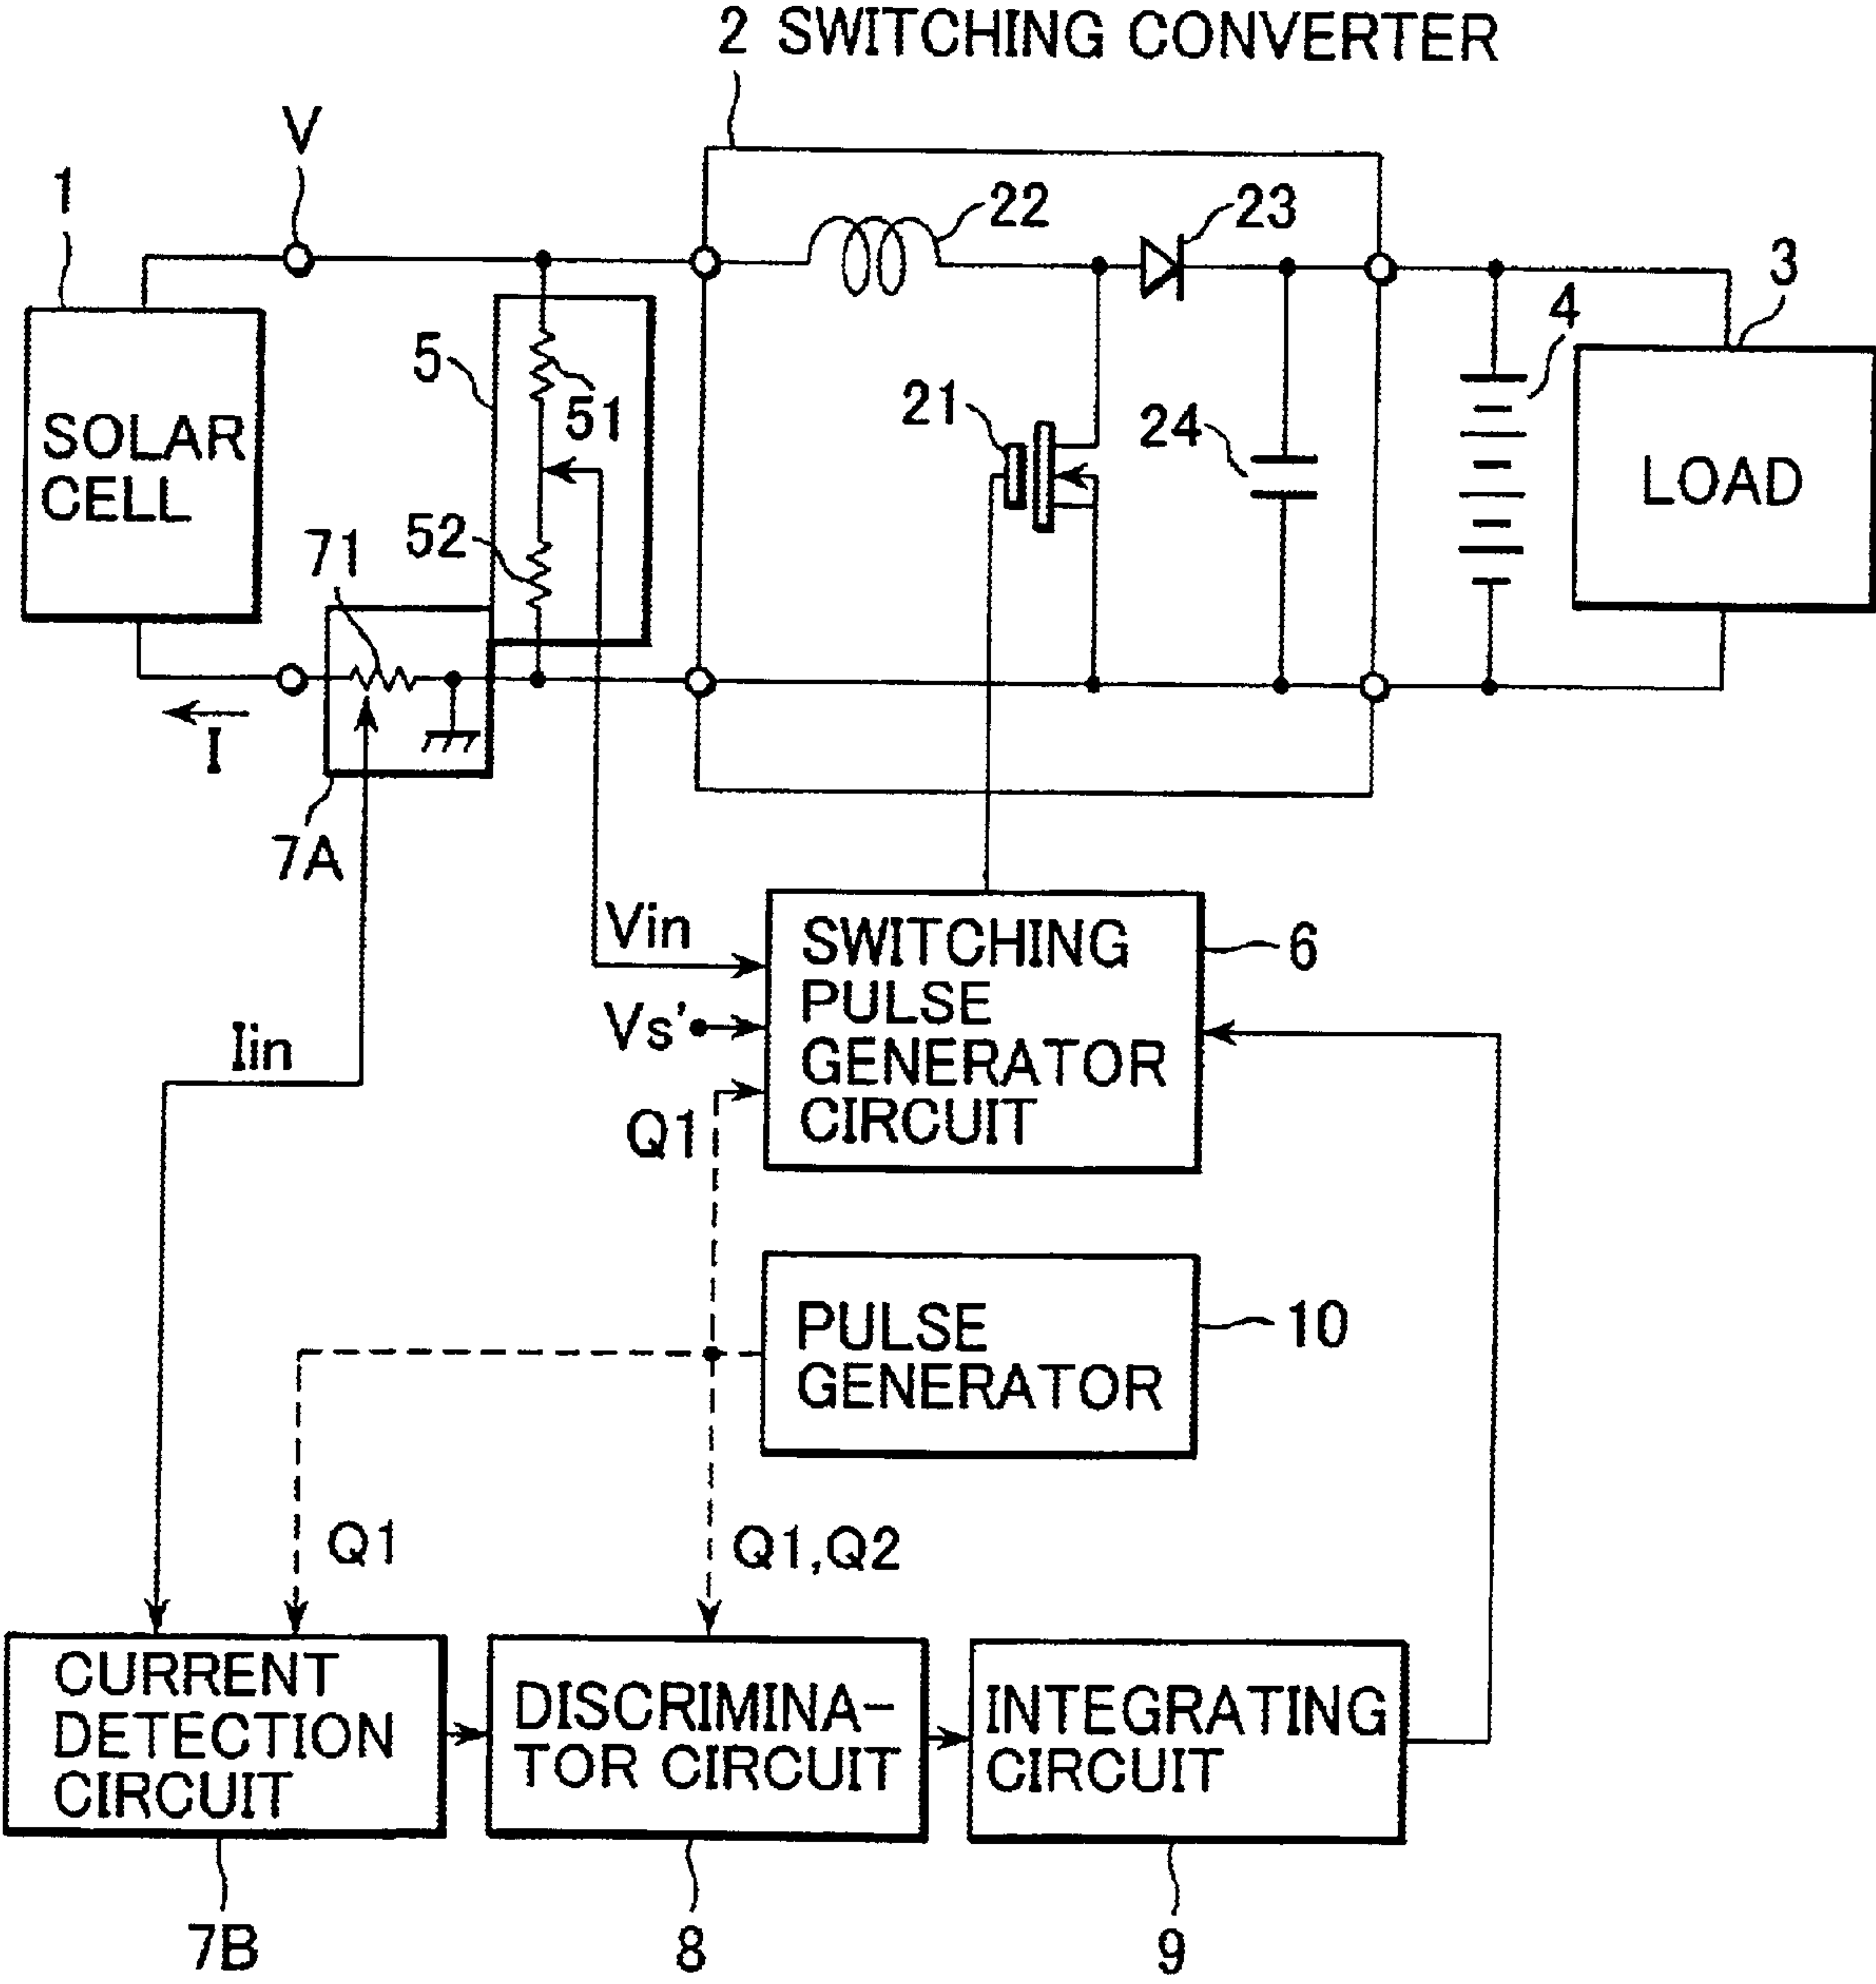 2 SWITCHING CONVERTER
V
1
22
23
3
4
5
51
21
24
SOLAR
CELL
LOAD
52
71
I
7A
Vin
SWITCHING
PULSE
GENERATOR
CIRCUIT
6
Vs'
Iin
Q1
PULSE
GENERATOR
10
Q1
Q1,Q2
CURRENT
DETECTION
CIRCUIT
DISCRIMINA-
TOR CIRCUIT
INTEGRATING
CIRCUIT
7B
8
9